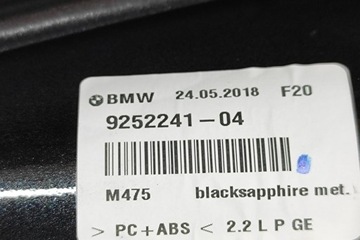 BMW 24.05.2018 F20
9252241-04
M475 blacksapphire met.
> PC+ABS < 2.2 L P GE